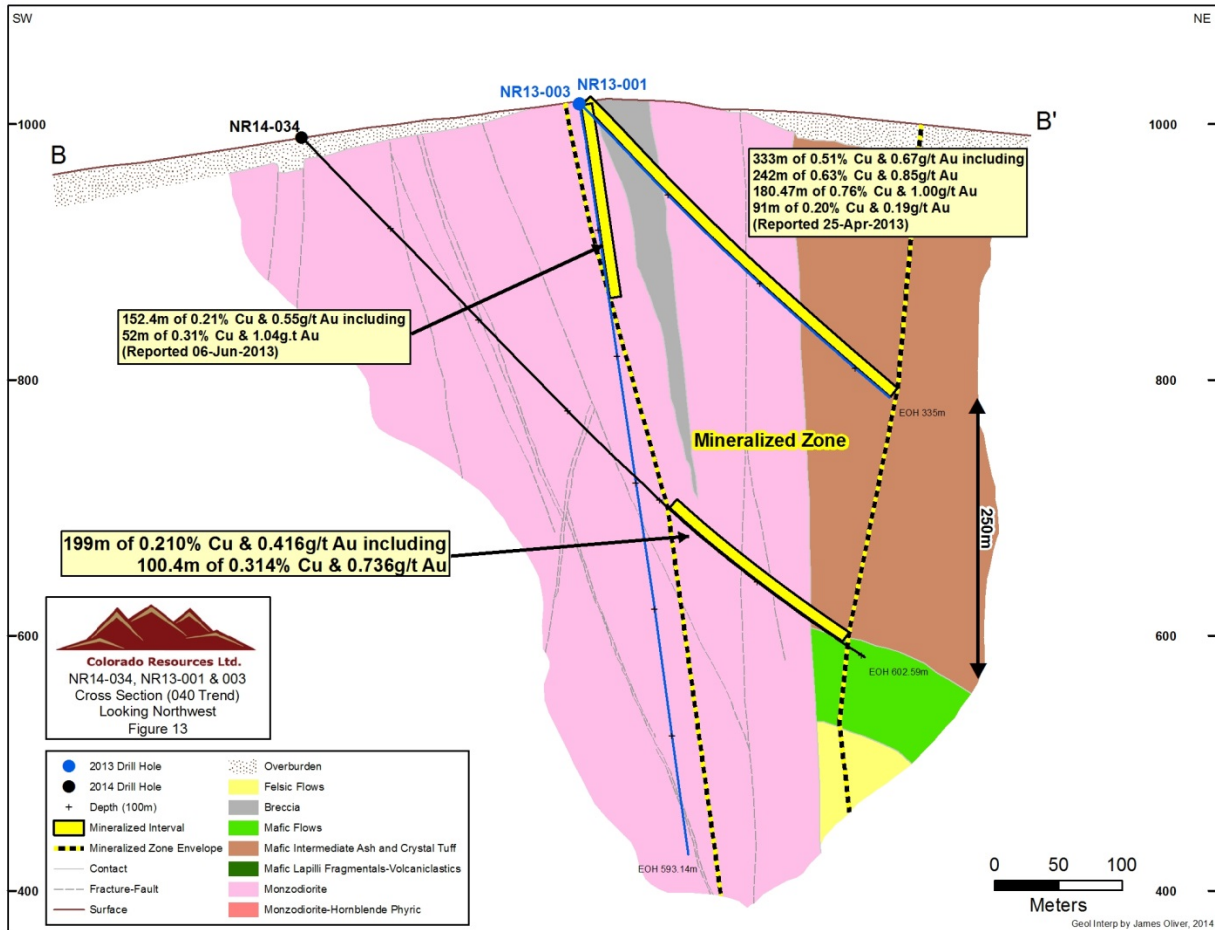 SW
NE
NR13-003
NR13-001
NR14-034
B
B'
1000
1000
333m of 0.51% Cu & 0.67g/t Au including
242m of 0.63% Cu & 0.85g/t Au
180.47m of 0.76% Cu & 1.00g/t Au
91m of 0.20% Cu & 0.19g/t Au
(Reported 25-Apr-2013)
152.4m of 0.21% Cu & 0.55g/t Au including
52m of 0.31% Cu & 1.04g.t Au
(Reported 06-Jun-2013)
800
800
EOH 335m
Mineralized Zone
250m
199m of 0.210% Cu & 0.416g/t Au including
100.4m of 0.314% Cu & 0.736g/t Au
600
600
EOH 602.59m
Colorado Resources Ltd.
NR14-034, NR13-001 & 003
Cross Section (040 Trend)
Looking Northwest
Figure 13
2013 Drill Hole
2014 Drill Hole
Depth (100m)
Mineralized Interval
Mineralized Zone Envelope
Contact
Fracture-Fault
Surface
Overburden
Felsic Flows
Breccia
Mafic Flows
Mafic Intermediate Ash and Crystal Tuff
Mafic Lapilli Fragmentals-Volcaniclastics
Monzodiorite
Monzodiorite-Hornblende Phyric
EOH 593.14m
400
400
0 50 100
Meters
Geol Interp by James Oliver, 2014